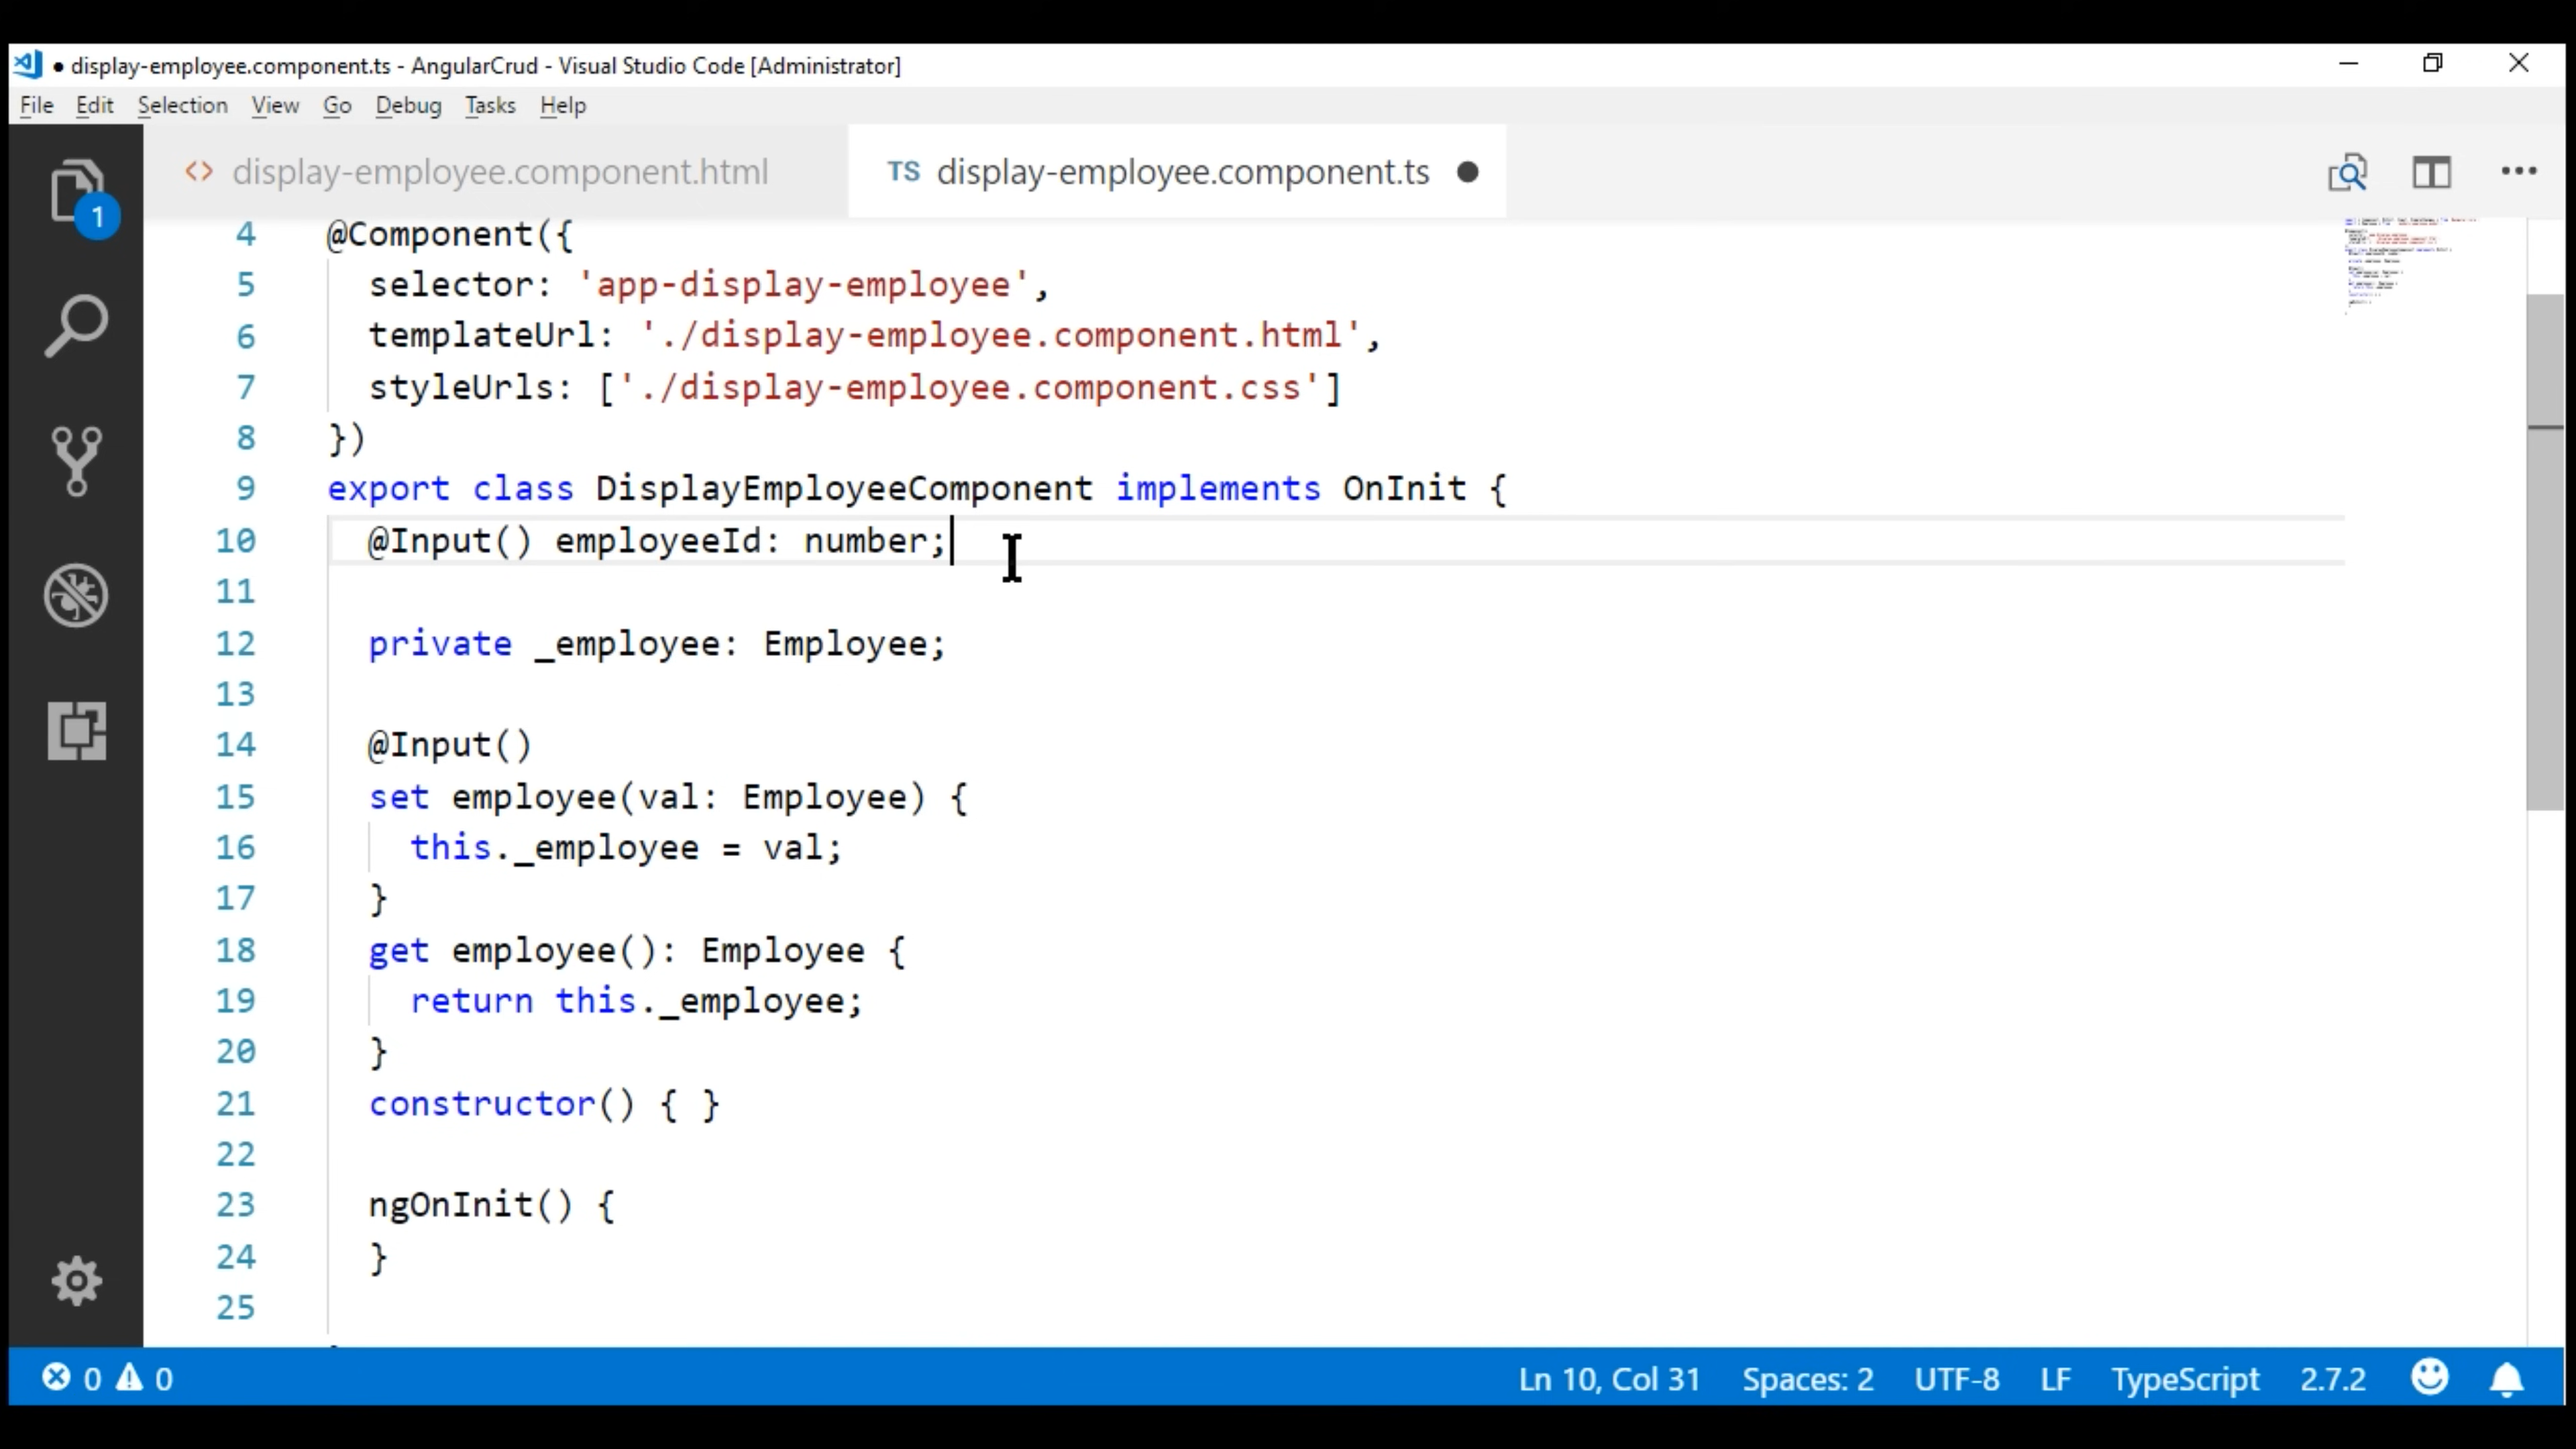 ● display-employee.component.ts - AngularCrud - Visual Studio Code [Administrator]
File Edit Selection View Go Debug Tasks Help
1
<> display-employee.component.html
TS display-employee.component.ts ●
4 @Component({
5 selector: 'app-display-employee',
6 templateUrl: './display-employee.component.html',
7 styleUrls: ['./display-employee.component.css']
8 })
9 export class DisplayEmployeeComponent implements OnInit {
10 @Input() employeeId: number;
11
12 private _employee: Employee;
13
14 @Input()
15 set employee(val: Employee) {
16 this._employee = val;
17 }
18 get employee(): Employee {
19 return this._employee;
20 }
21 constructor() { }
22
23 ngOnInit() {
24 }
25
0 0 Ln 10, Col 31 Spaces: 2 UTF-8 LF TypeScript 2.7.2